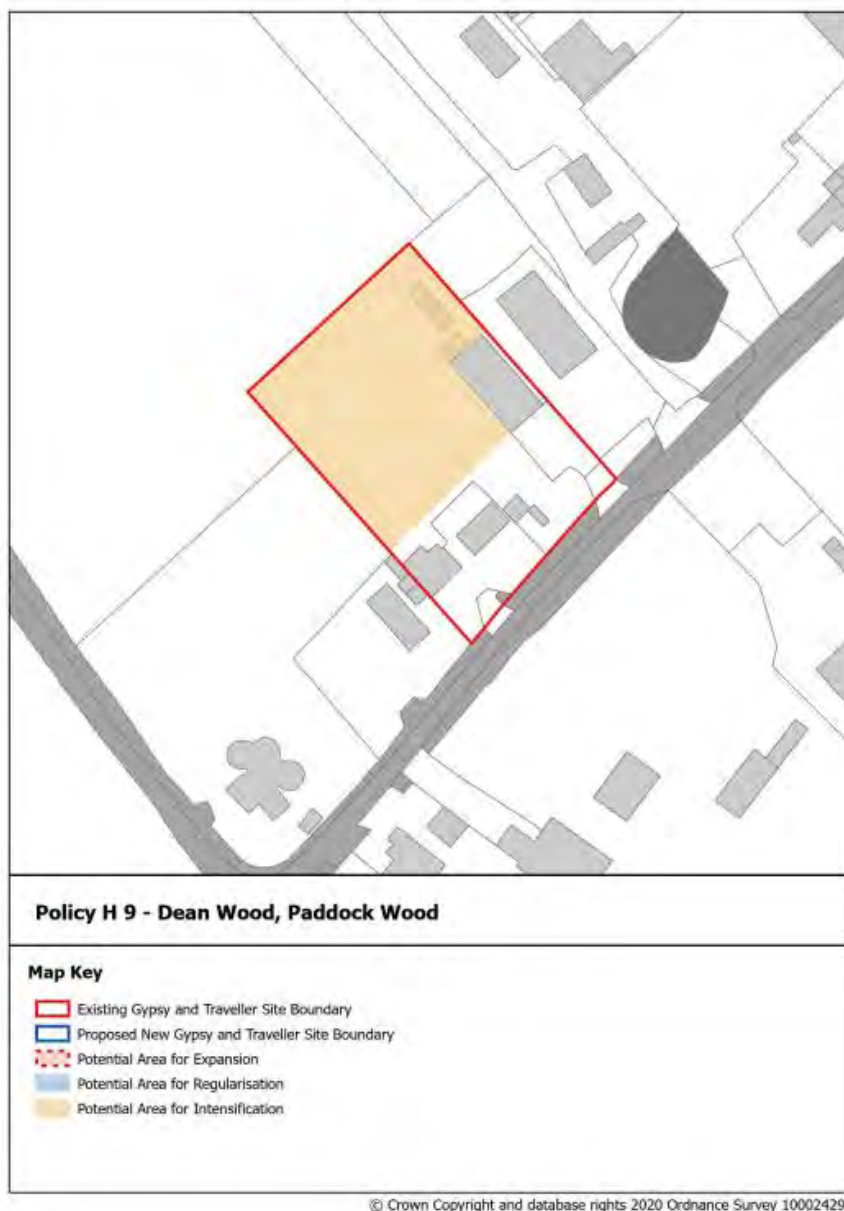 Policy H 9 - Dean Wood, Paddock Wood
Map Key
Existing Gypsy and Traveller Site Boundary
Proposed New Gypsy and Traveller Site Boundary
Potential Area for Expansion
Potential Area for Regularisation
Potential Area for Intensification
© Crown Copyright and database rights 2020 Ordnance Survey 10002429